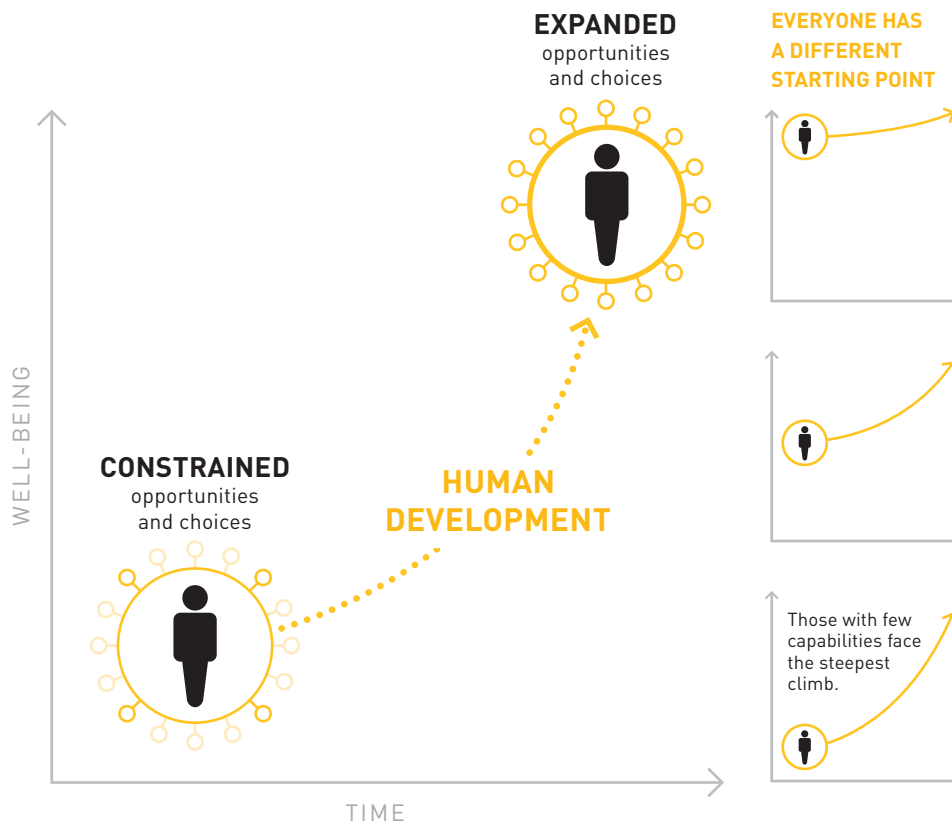 EXPANDED
opportunities
and choices
EVERYONE HAS
A DIFFERENT
STARTING POINT
WELL-BEING
CONSTRAINED
opportunities
and choices
HUMAN
DEVELOPMENT
Those with few
capabilities face
the steepest
climb.
TIME